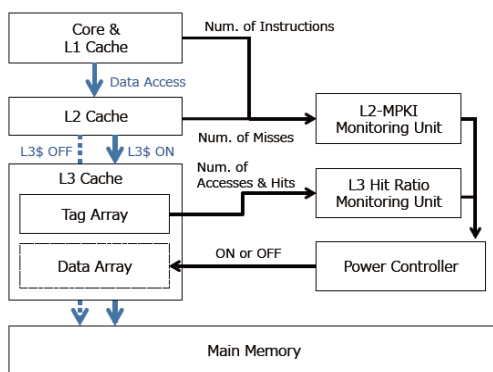 Core &
L1 Cache
Num. of Instructions
Data Access
L2 Cache
L2-MPKI
Monitoring Unit
Num. of Misses
L3$ OFF
L3$ ON
L3 Cache
Num. of
Accesses & Hits
Tag Array
L3 Hit Ratio
Monitoring Unit
ON or OFF
Data Array
Power Controller
Main Memory